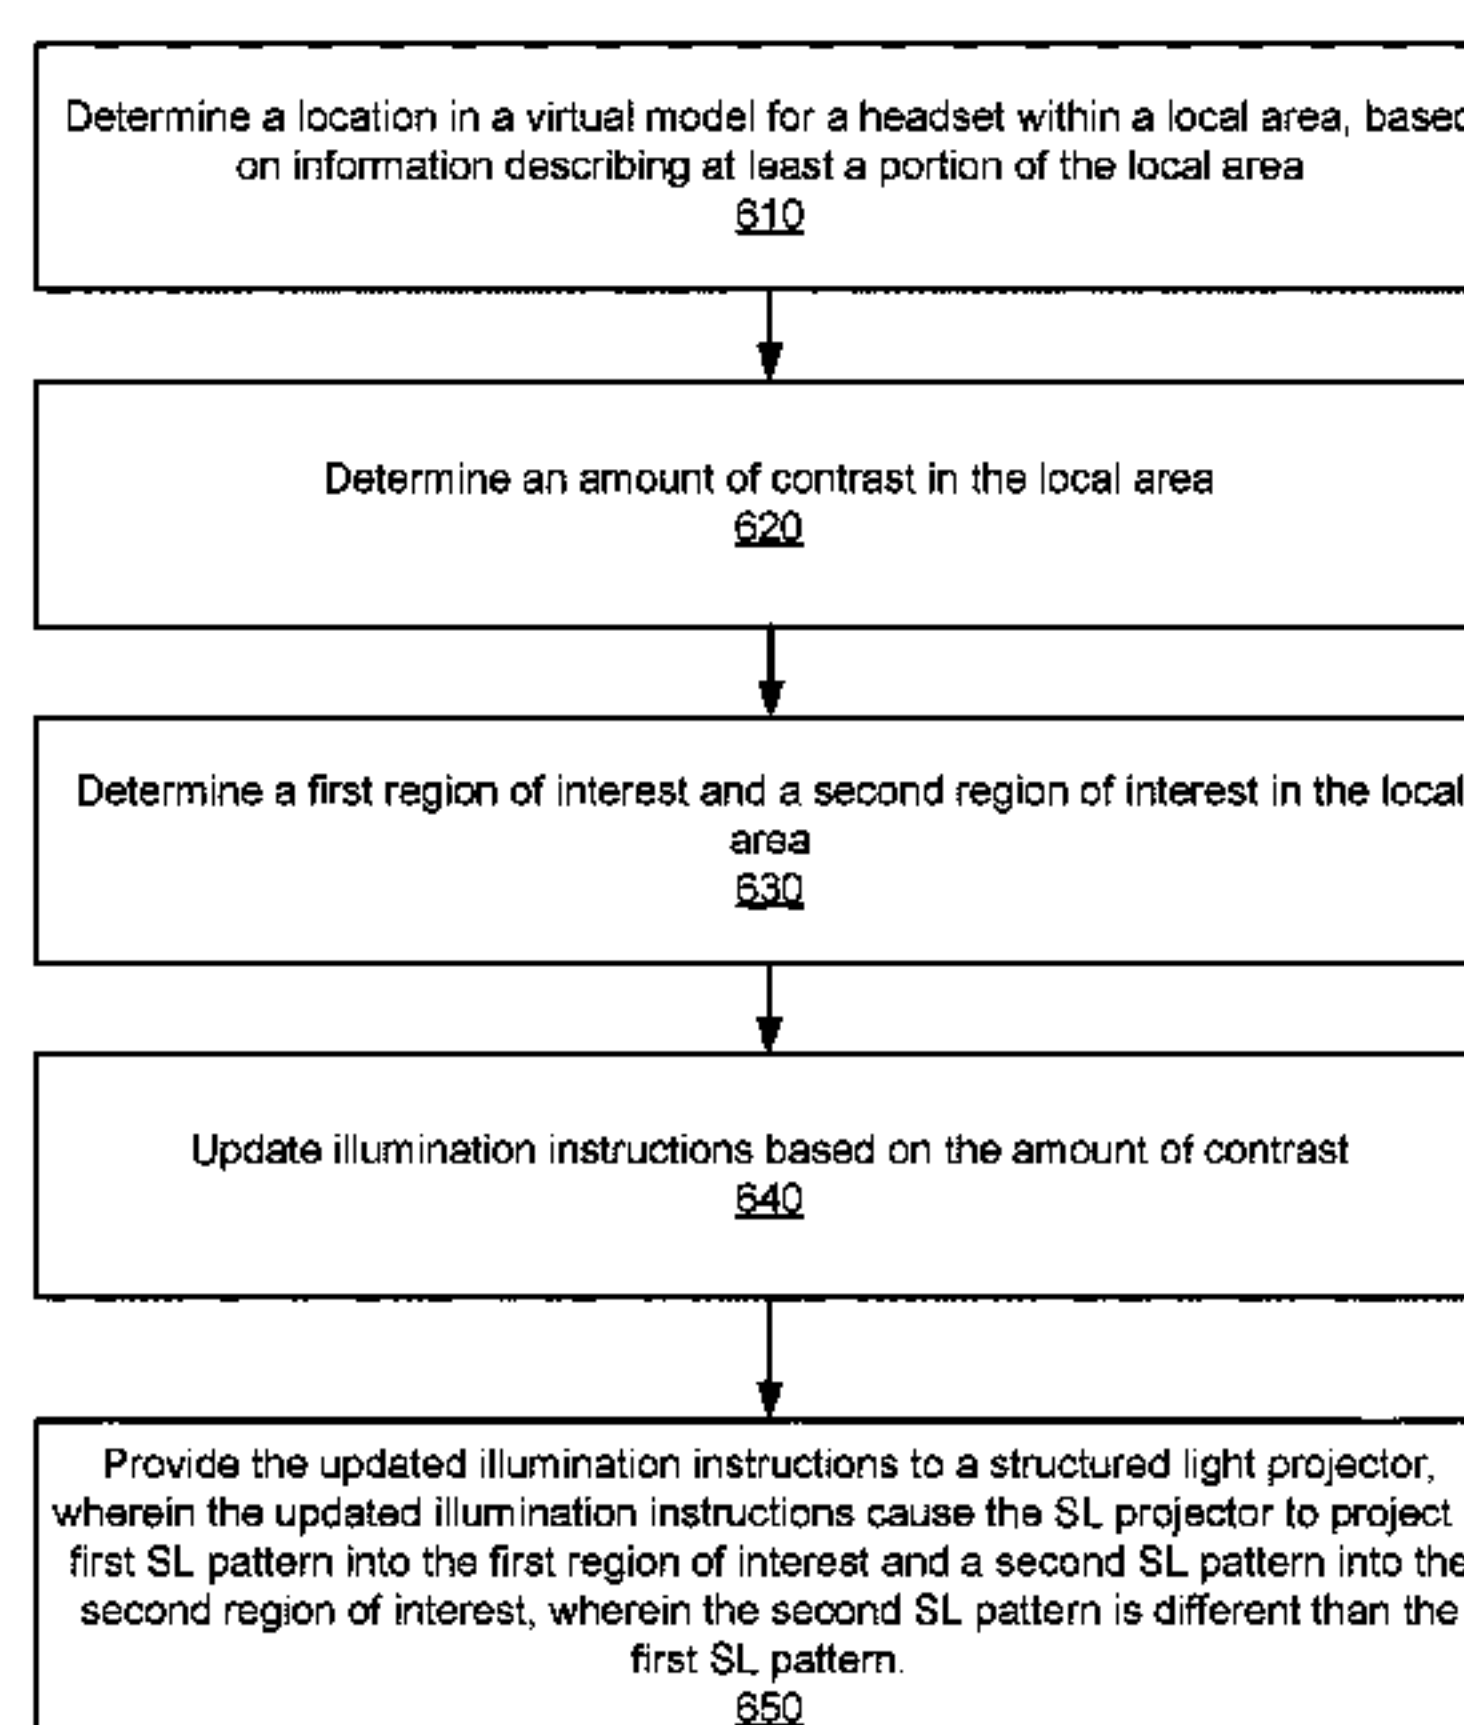 Determine a location in a virtual model for a headset within a local area, based
on information describing at least a portion of the local area
610
Determine an amount of contrast in the local area
620
Determine a first region of interest and a second region of interest in the local
area
630
Update illumination instructions based on the amount of contrast
640
Provide the updated illumination instructions to a structured light projector,
wherein the updated illumination instructions cause the SL projector to project
first SL pattern into the first region of interest and a second SL pattern into the
second region of interest, wherein the second SL pattern is different than the
first SL pattern.
650